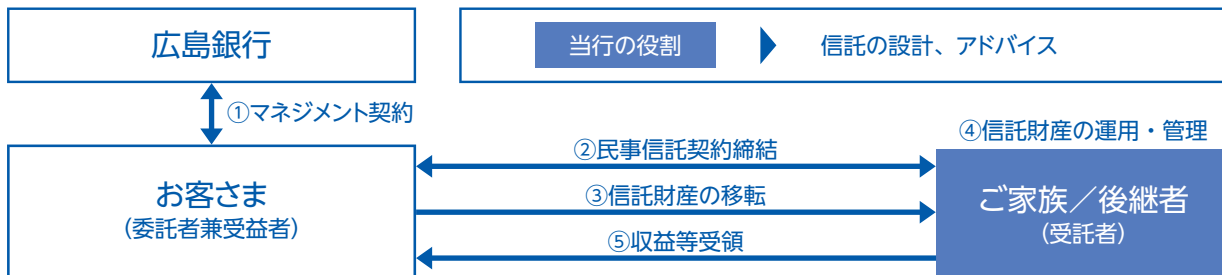 広島銀行
当行の役割
信託の設計、アドバイス
①マネジメント契約
④信託財産の運用・管理
お客さま
（委託者兼受益者）
②民事信託契約締結
③信託財産の移転
⑤収益等受領
ご家族／後継者
（受託者）